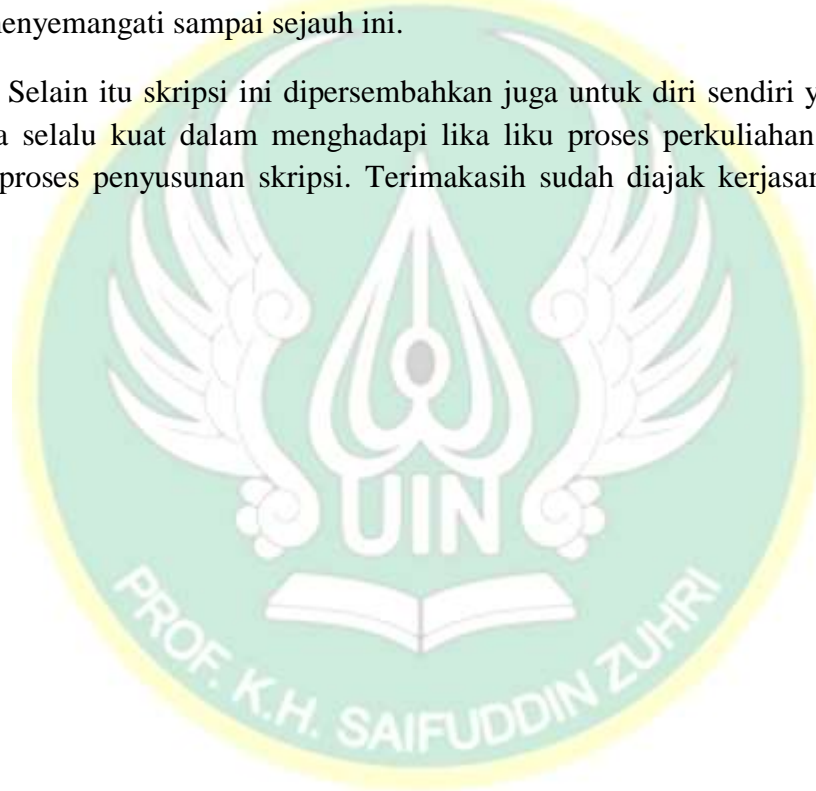 menyemangati sampai sejauh ini.
Selain itu skripsi ini dipersembahkan juga untuk diri sendiri
selalu kuat dalam menghadapi lika liku proses perkuliahan
proses penyusunan skripsi. Terimakasih sudah diajak
UIN
PROF. K.H. SAIFUDDIN ZUHRI